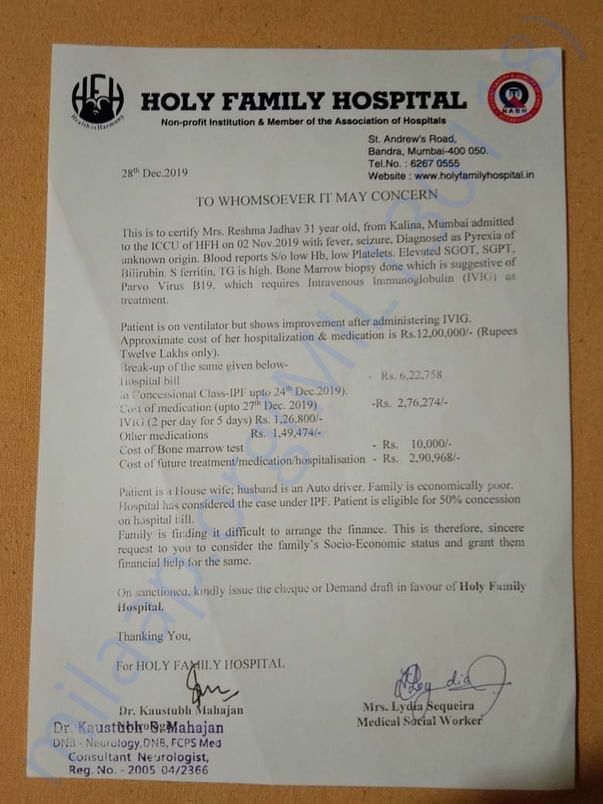 HFH
Health in Harmony
HOLY FAMILY HOSPITAL
Non-profit Institution & Member of the Association of Hospitals
NABH
St. Andrew's Road,
Bandra, Mumbai-400 050.
Tel.No. : 6267 0555
Website : www.holyfamilyhospital.in
28th Dec.2019
TO WHOMSOEVER IT MAY CONCERN
This is to certify Mrs. Reshma Jadhav 31 year old, from Kalina, Mumbai admitted
to the ICCU of HFH on 02 Nov.2019 with fever, seizure, Diagnosed as Pyrexia of
unknown origin. Blood reports S/o low Hb, low Platelets. Elevated SGOT, SGPT,
Bilirubin. S ferritin, TG is high. Bone Marrow biopsy done which is suggestive of
Parvo Virus B19, which requires Intravenous Immunoglobulin (IVIG) as
treatment.
Patient is on ventilator but shows improvement after administering IVIG.
Approximate cost of her hospitalization & medication is Rs.12,00,000/- (Rupees
Twelve Lakhs only).
Break-up of the same given below-
Hospital bill - Rs. 6,22,758
in Concessional Class-IPF upto 24th Dec.2019).
Cost of medication (upto 27th Dec. 2019) -Rs. 2,76,274/-
IVIG (2 per day for 5 days) Rs. 1,26,800/-
Other medications Rs. 1,49,474/-
Cost of Bone marrow test - Rs. 10,000/-
Cost of future treatment/medication/hospitalisation - Rs. 2,90,968/-
Patient is a House wife; husband is an Auto driver. Family is economically poor.
Hospital has considered the case under IPF. Patient is eligible for 50% concession
on hospital bill.
Family is finding it difficult to arrange the finance. This is therefore, sincere
request to you to consider the family's Socio-Economic status and grant them
financial help for the same.
On sanctioned, kindly issue the cheque or Demand draft in favour of Holy Family
Hospital.
Thanking You,
For HOLY FAMILY HOSPITAL
Dr. Kaustubh Mahajan
Neurologist
Mrs. Lydia Sequeira
Medical Social Worker
Dr. Kaustubh S. Mahajan
DNB - Neurology, DNB, FCPS Med
Consultant Neurologist,
Reg. No. - 2005 04/2366